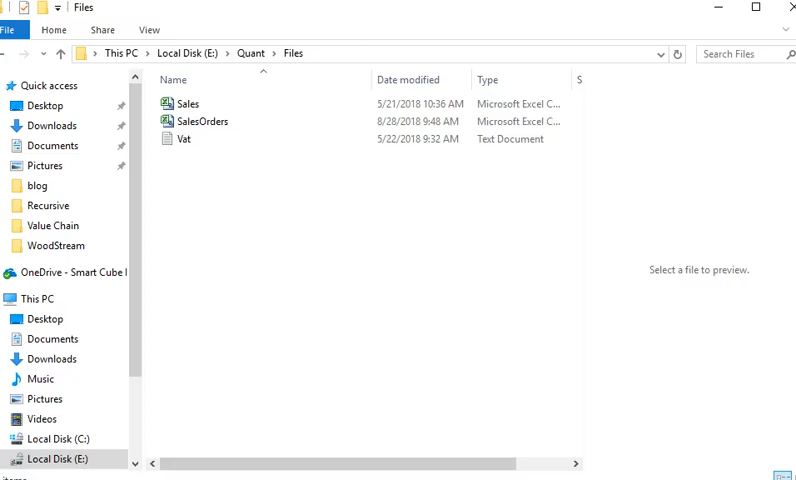 Files
File Home Share View
This PC Local Disk (E:) Quant Files Search Files
Name Date modified Type S
Quick access
Desktop
Downloads
Documents
Pictures
blog
Recursive
Value Chain
WoodStream
OneDrive - Smart Cube I
This PC
Desktop
Documents
Downloads
Music
Pictures
Videos
Local Disk (C:)
Local Disk (E:)
Sales 5/21/2018 10:36 AM Microsoft Excel C...
SalesOrders 8/28/2018 9:48 AM Microsoft Excel C...
Vat 5/22/2018 9:32 AM Text Document
Select a file to preview.
items